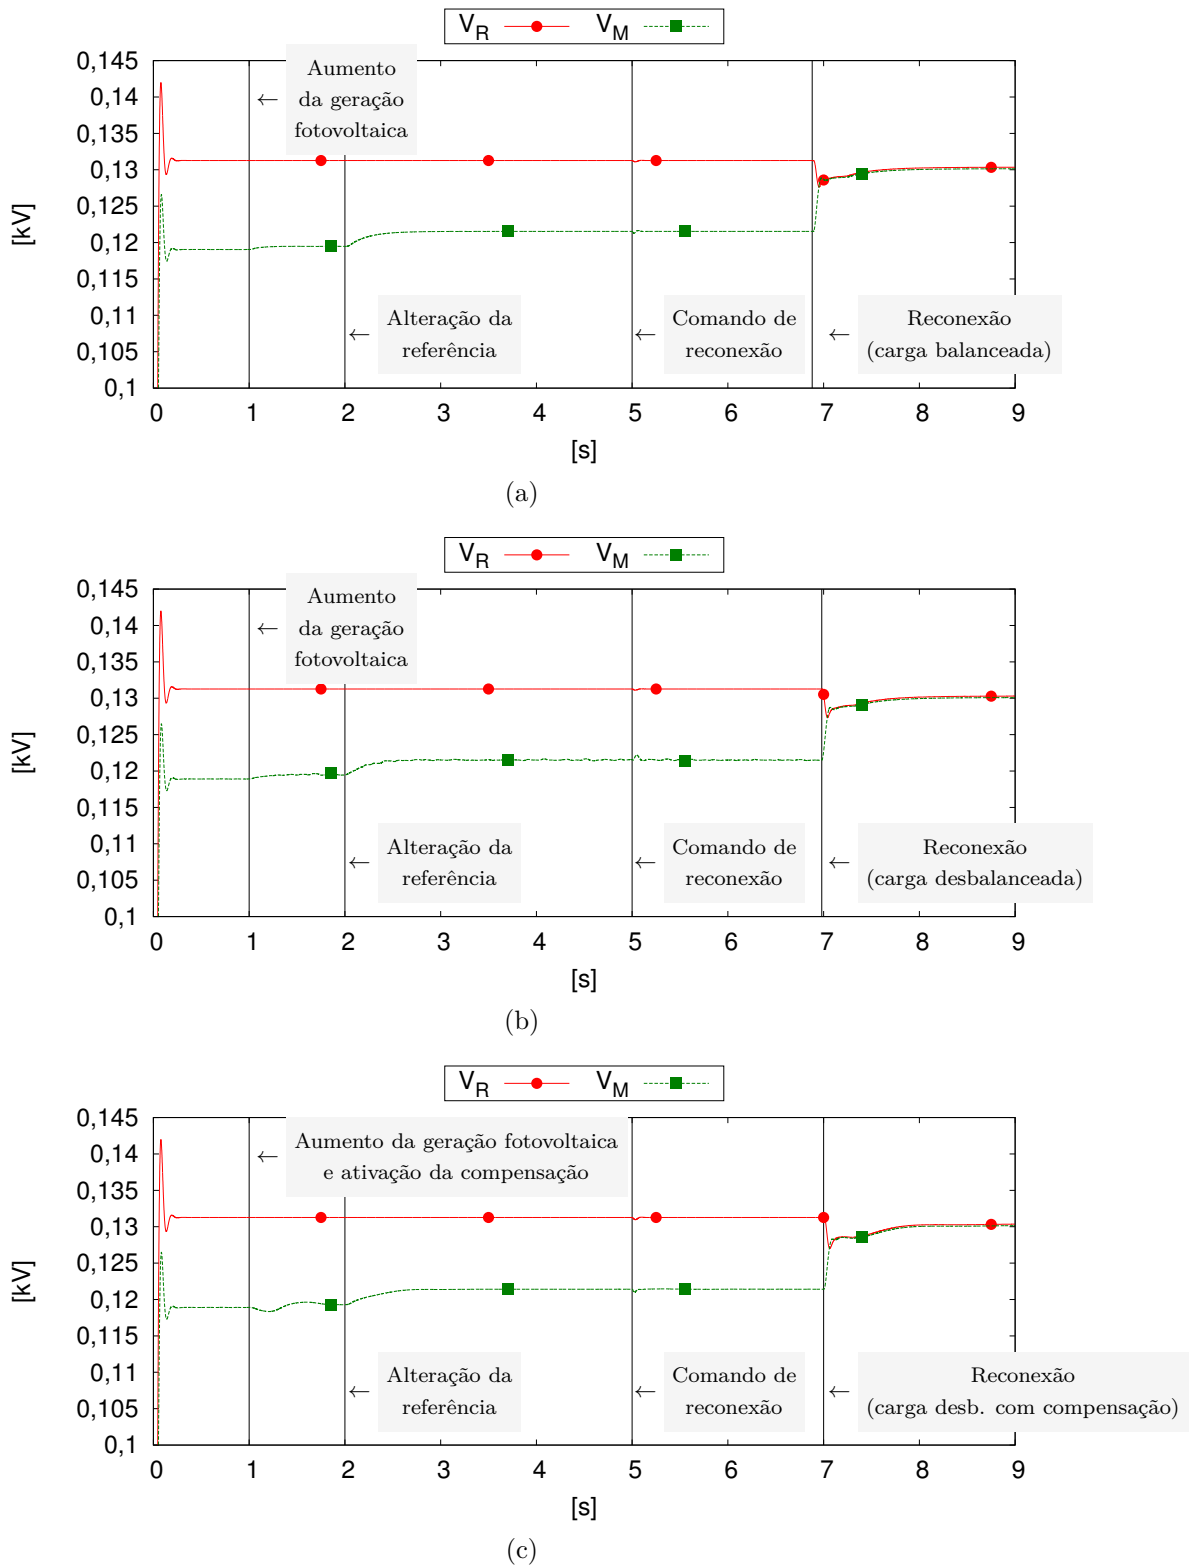 V_R V_M
0,145
0,14
0,135
0,13
0,125
0,12
0,115
0,11
0,105
0,1
[kV]
Aumento
da geração
fotovoltaica
←
← Alteração da
referência
← Comando de
reconexão
← Reconexão
(carga balanceada)
0 1 2 3 4 5 6 7 8 9
[s]
(a)
V_R V_M
0,145
0,14
0,135
0,13
0,125
0,12
0,115
0,11
0,105
0,1
[kV]
Aumento
da geração
fotovoltaica
←
← Alteração da
referência
← Comando de
reconexão
← Reconexão
(carga desbalanceada)
0 1 2 3 4 5 6 7 8 9
[s]
(b)
V_R V_M
0,145
0,14
0,135
0,13
0,125
0,12
0,115
0,11
0,105
0,1
[kV]
← Aumento da geração fotovoltaica
e ativação da compensação
← Alteração da
referência
← Comando de
reconexão
← Reconexão
(carga desb. com compensação)
0 1 2 3 4 5 6 7 8 9
[s]
(c)